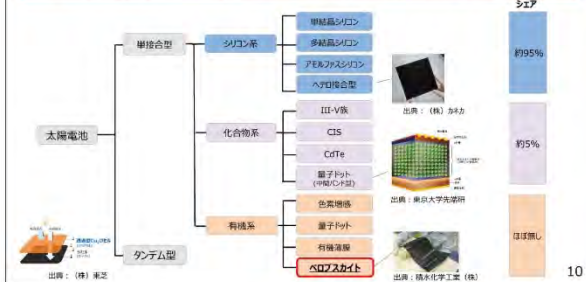 シェア
太陽電池
単接合型
タンデム型
シリコン系
化合物系
有機系
単結晶シリコン
多結晶シリコン
アモルファスシリコン
ヘテロ接合型
III-V族
CIS
CdTe
量子ドット
(中間バンド型)
色素増感
量子ドット
有機薄膜
ペロブスカイト
出典：（株）カネカ
出典：東京大学先端研
出典：積水化学工業（株）
出典：（株）東芝
約95%
約5%
ほぼ無し
10